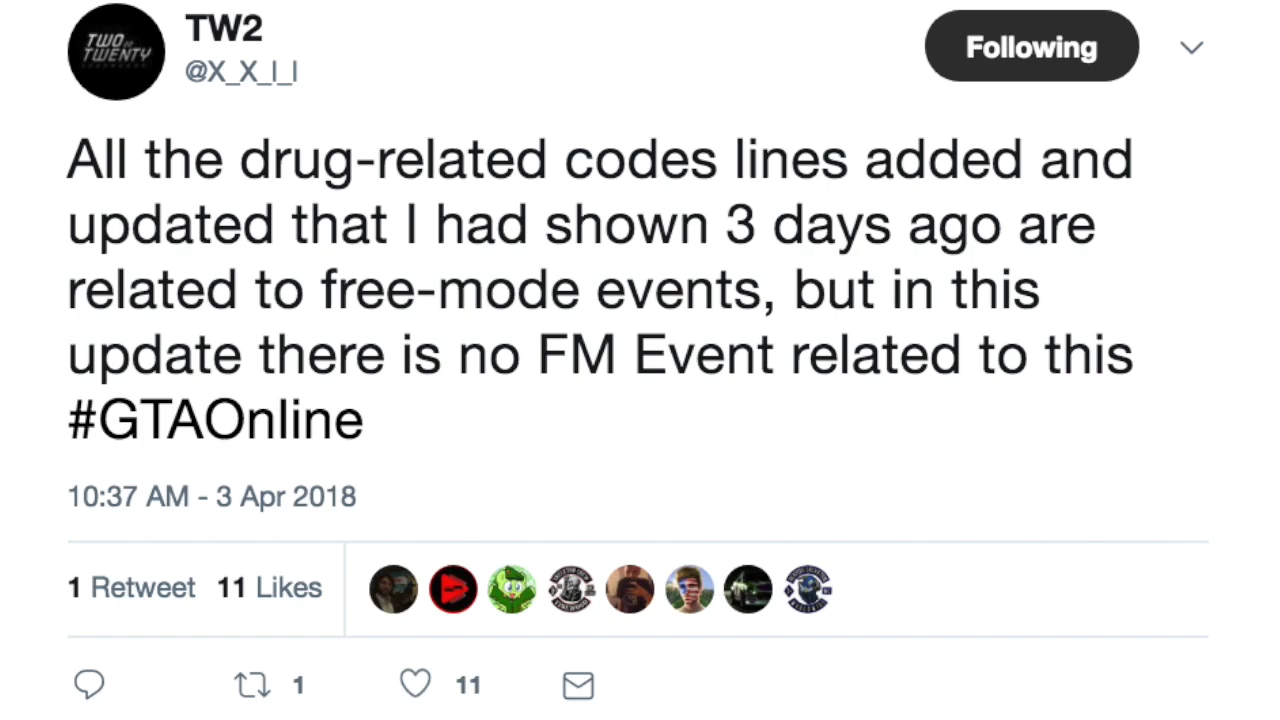 TWO
TWENTY
TW2
@X_X_I_I
Following
All the drug-related codes lines added and
updated that I had shown 3 days ago are
related to free-mode events, but in this
update there is no FM Event related to this
#GTAOnline
10:37 AM - 3 Apr 2018
1 Retweet 11 Likes
1 11